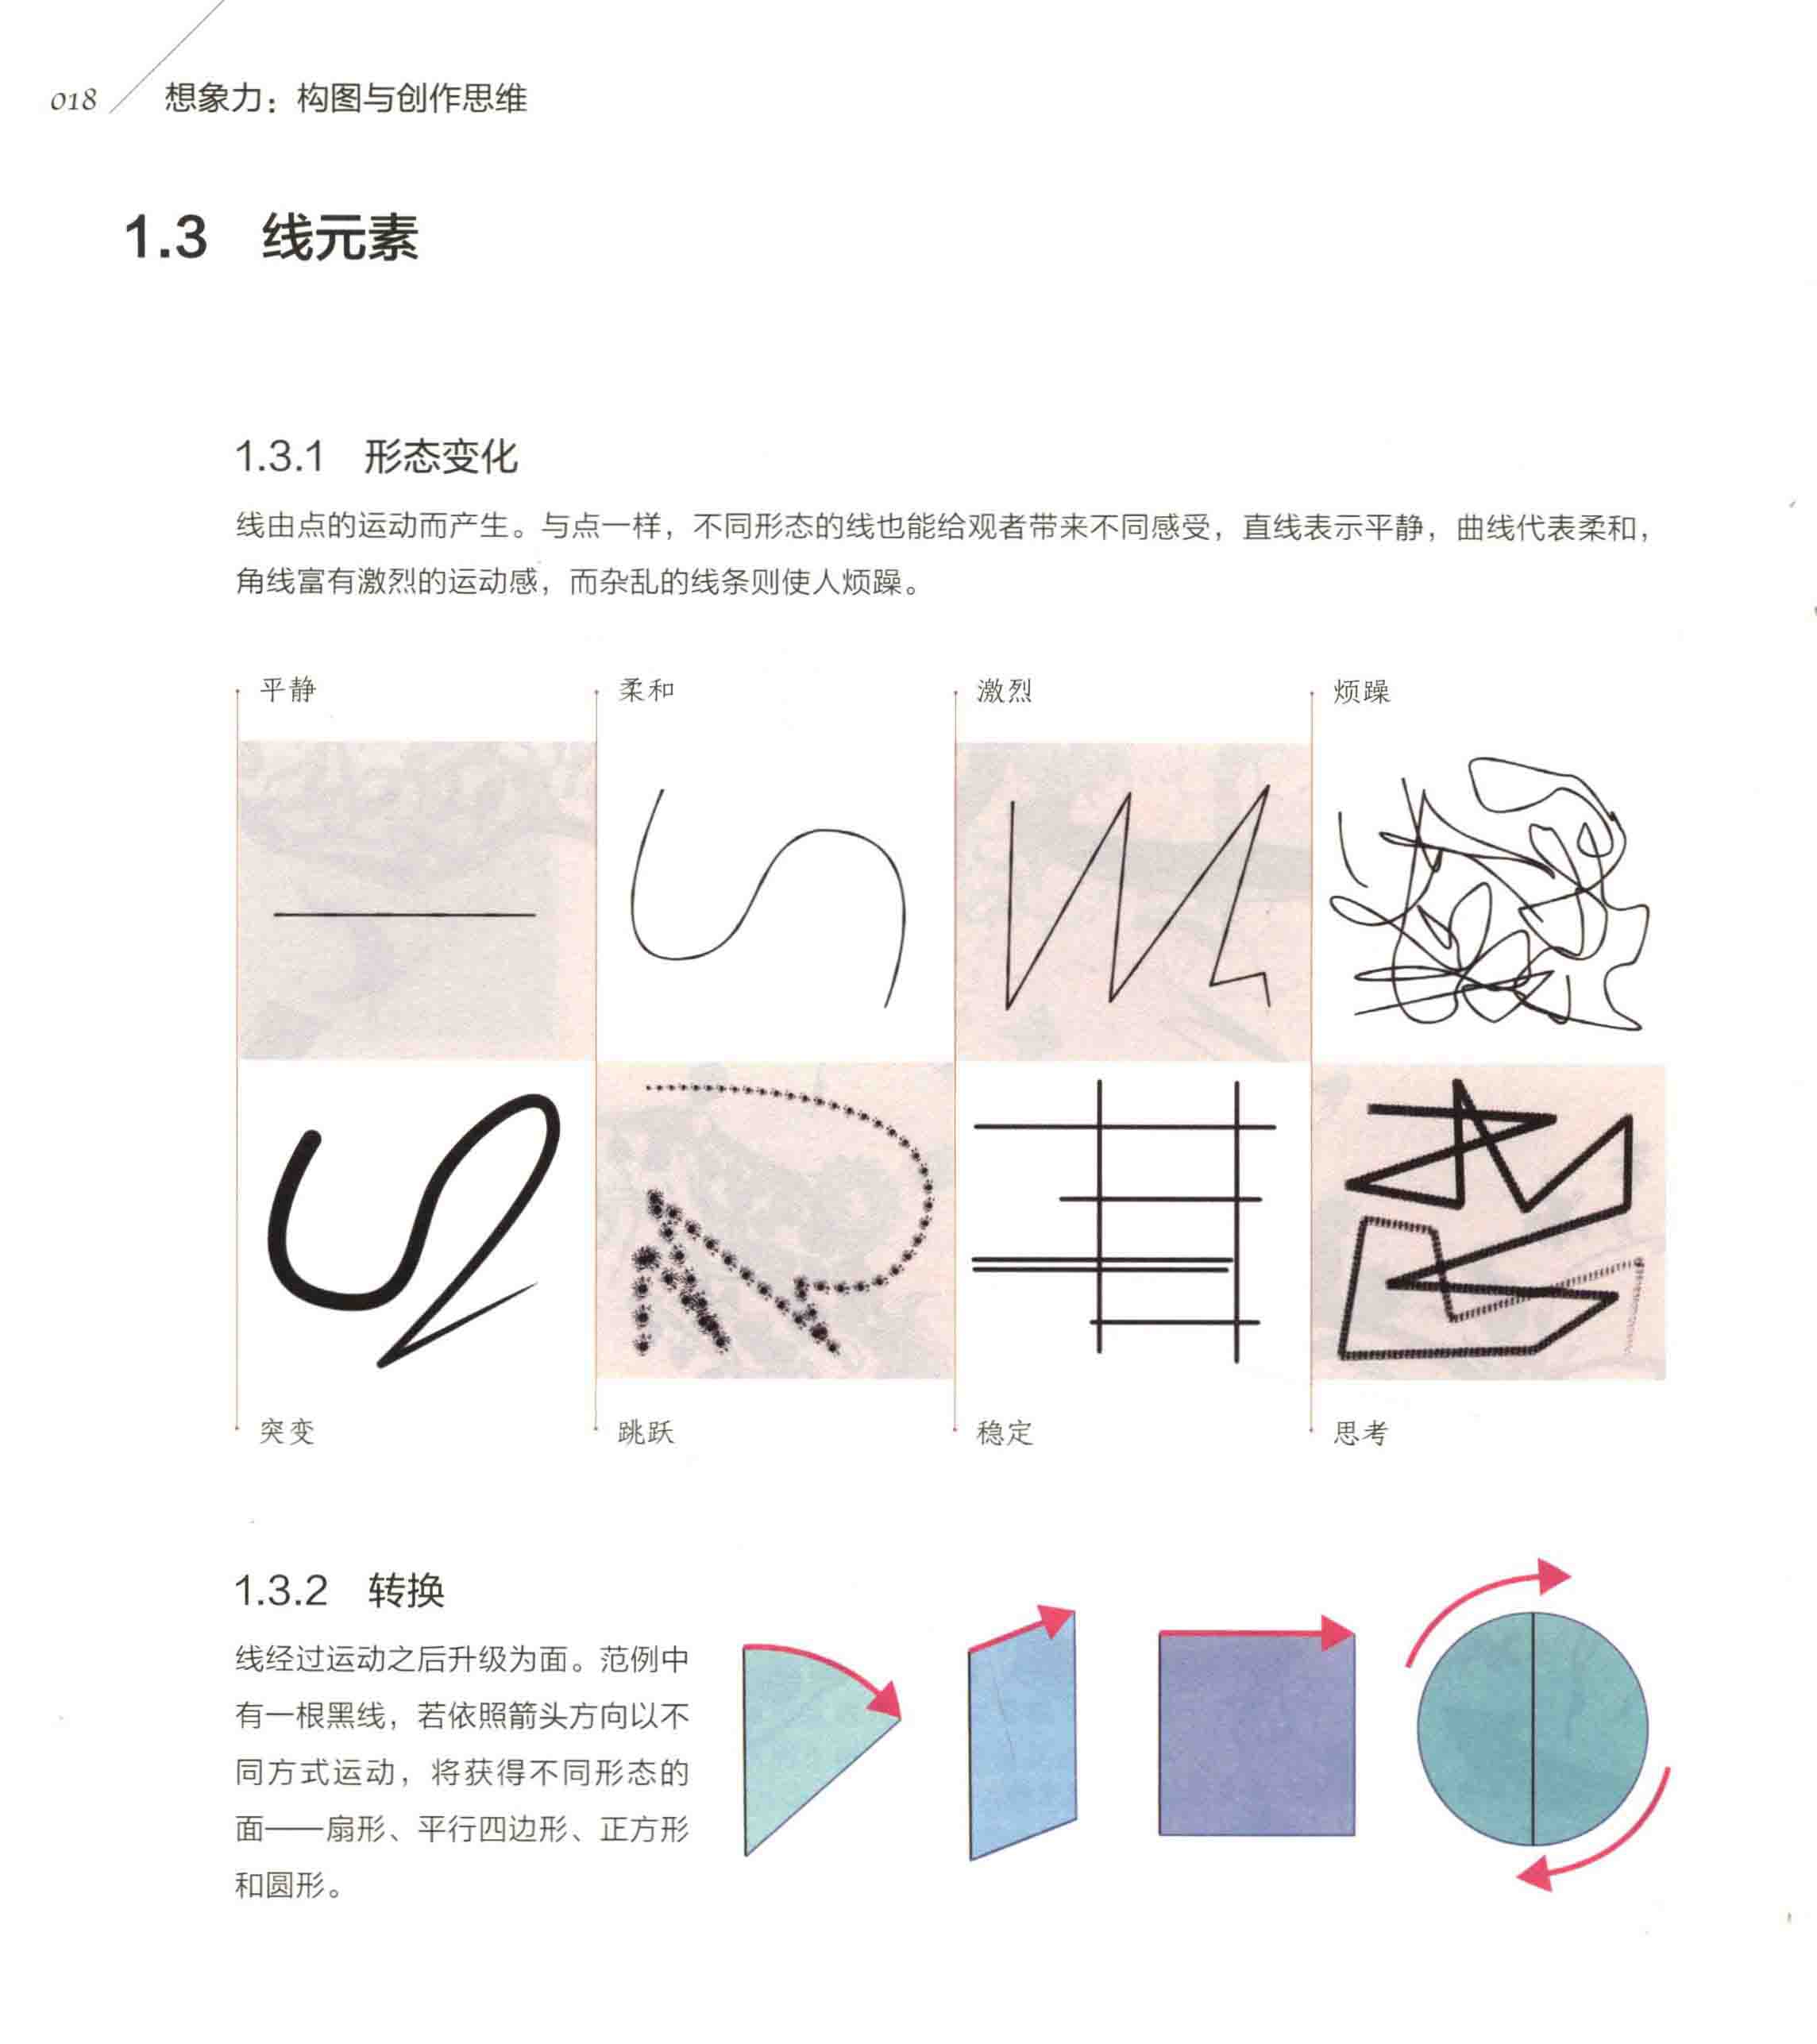 018
想象力：构图与创作思维
1.3 线元素
1.3.1 形态变化
线由点的运动而产生。与点一样，不同形态的线也能给观者带来不同感受，直线表示平静，曲线代表柔和，
角线富有激烈的运动感，而杂乱的线条则使人烦躁。
平静
柔和
激烈
烦躁
突变
跳跃
稳定
思考
1.3.2 转换
线经过运动之后升级为面。范例中
有一根黑线，若依照箭头方向以不
同方式运动，将获得不同形态的
面——扇形、平行四边形、正方形
和圆形。